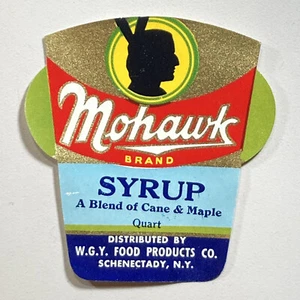 Mohawk
BRAND
SYRUP
A Blend of Cane & Maple
Quart
DISTRIBUTED BY
W.G.Y. FOOD PRODUCTS CO.
SCHENECTADY, N.Y.